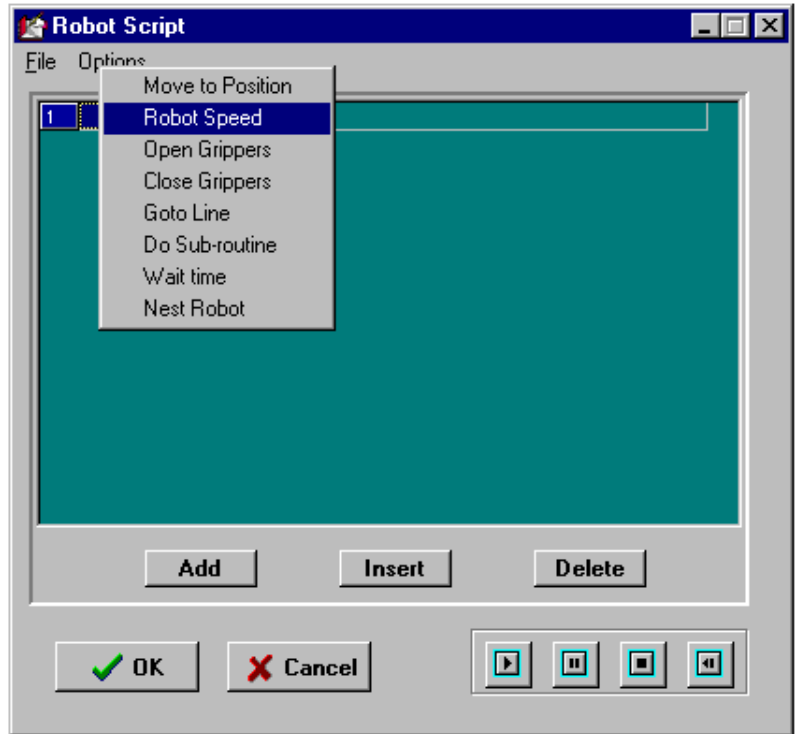 Robot Script
File Options
Move to Position
1
Robot Speed
Open Grippers
Close Grippers
Goto Line
Do Sub-routine
Wait time
Nest Robot
Add Insert Delete
OK Cancel